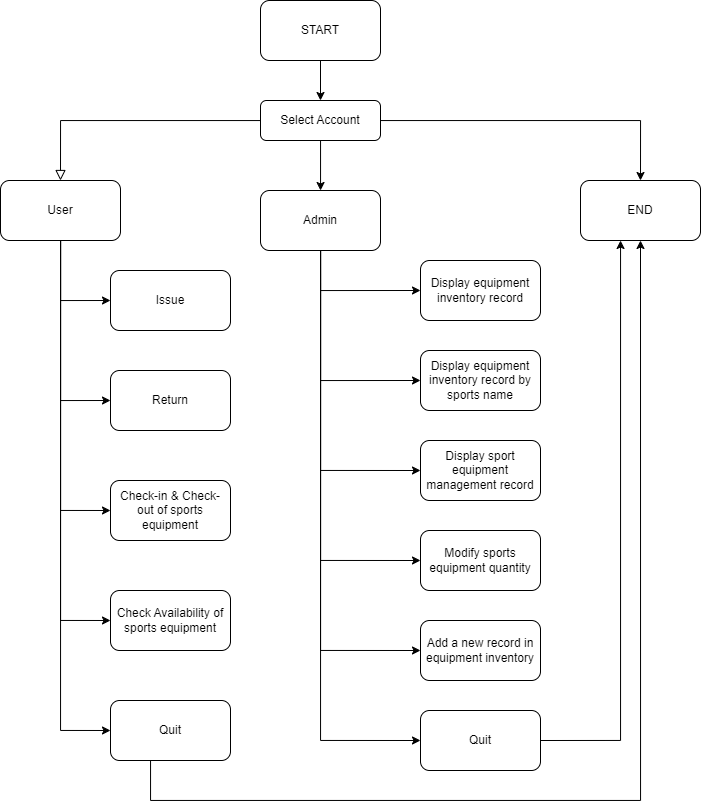 START
Select Account
User
Admin
END
Issue
Return
Check-in & Check-
out of sports
equipment
Check Availability of
sports equipment
Quit
Display equipment
inventory record
Display equipment
inventory record by
sports name
Display sport
equipment
management record
Modify sports
equipment quantity
Add a new record in
equipment inventory
Quit